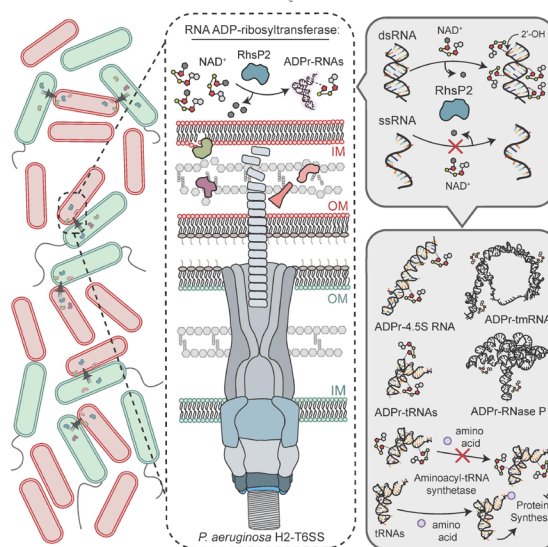 RNA ADP-ribosyltransferase:
NAD⁺
RhsP2
ADPr-RNAs
IM
OM
OM
IM
P. aeruginosa H2-T6SS
dsRNA
NAD⁺
2'-OH
RhsP2
ssRNA
NAD⁺
ADPr-4.5S RNA
ADPr-tmRNA
ADPr-tRNAs
ADPr-RNase P
amino
acid
Aminoacyl-tRNA
synthetase
tRNAs
amino
acid
Protein